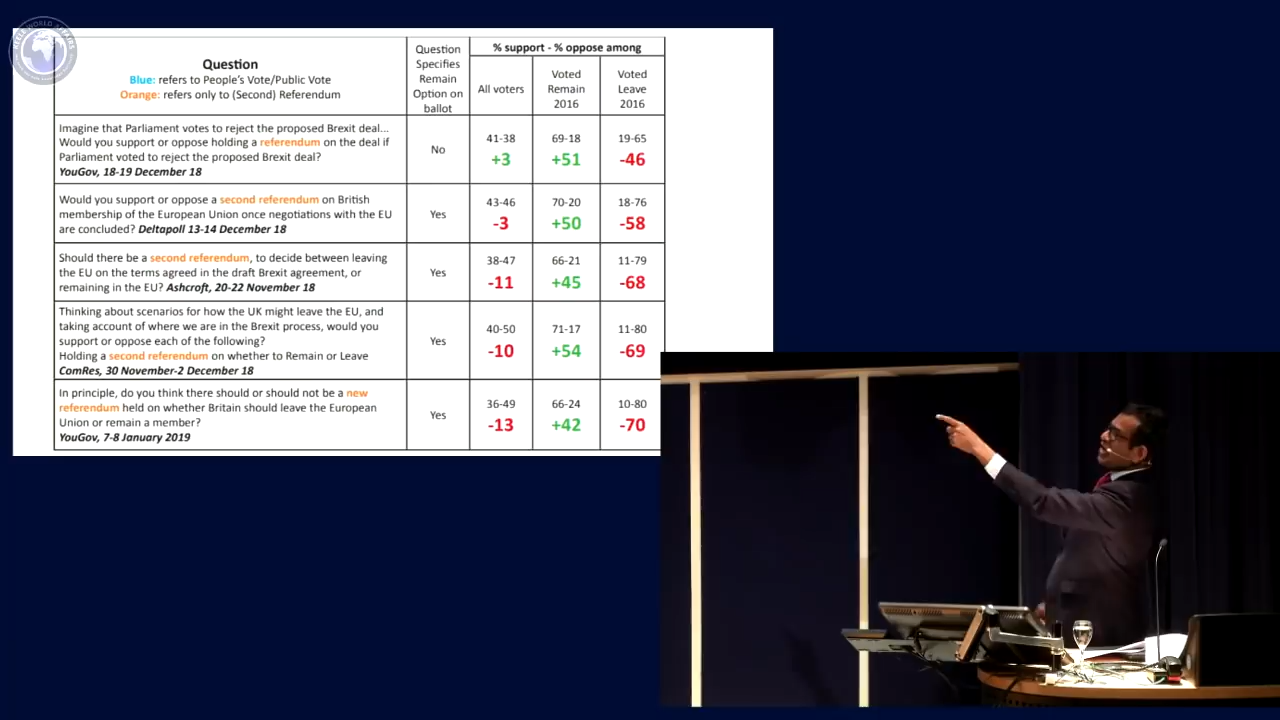 KEELE WORLD AFFAIRS
Question
Blue: refers to People's Vote/Public Vote
Orange: refers only to (Second) Referendum
Question
Specifies
Remain
Option on
ballot
% support - % oppose among
All voters
Voted
Remain
2016
Voted
Leave
2016
Imagine that Parliament votes to reject the proposed Brexit deal...
Would you support or oppose holding a referendum on the deal if
Parliament voted to reject the proposed Brexit deal?
YouGov, 18-19 December 18
No
41-38
+3
69-18
+51
19-65
-46
Would you support or oppose a second referendum on British
membership of the European Union once negotiations with the EU
are concluded? Deltapoll 13-14 December 18
Yes
43-46
-3
70-20
+50
18-76
-58
Should there be a second referendum, to decide between leaving
the EU on the terms agreed in the draft Brexit agreement, or
remaining in the EU? Ashcroft, 20-22 November 18
Yes
38-47
-11
66-21
+45
11-79
-68
Thinking about scenarios for how the UK might leave the EU, and
taking account of where we are in the Brexit process, would you
support or oppose each of the following?
Holding a second referendum on whether to Remain or Leave
ComRes, 30 November-2 December 18
Yes
40-50
-10
71-17
+54
11-80
-69
In principle, do you think there should or should not be a new
referendum held on whether Britain should leave the European
Union or remain a member?
YouGov, 7-8 January 2019
Yes
36-49
-13
66-24
+42
10-80
-70